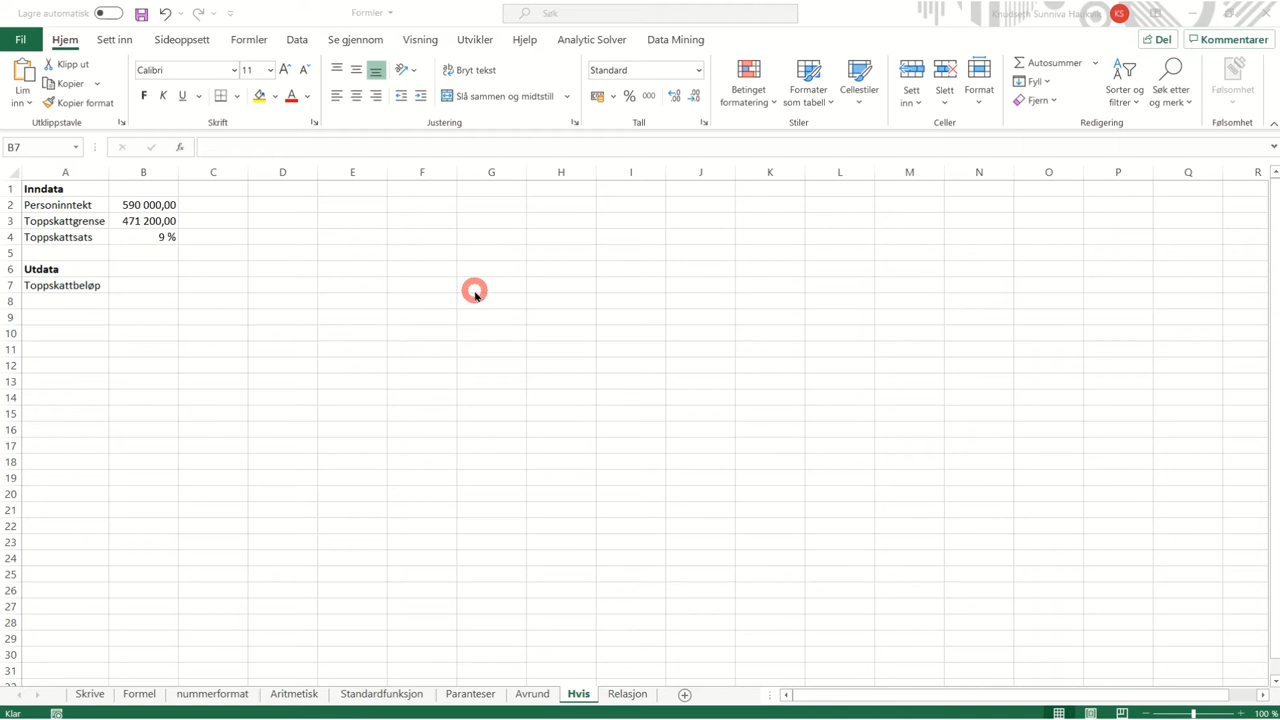 Lagre automatisk Formler Søk Knudseth Sunniva Haukvik KS
Fil Hjem Sett inn Sideoppsett Formler Data Se gjennom Visning Utvikler Hjelp Analytic Solver Data Mining Del Kommentarer
Lim inn
Klipp ut
Kopier
Kopier format
Utklippstavle
Calibri 11 A A
F K U A
Skrift
Bryt tekst
Slå sammen og midtstill
Justering
Standard
% 000
Tall
Betinget formatering
Formater som tabell
Cellestiler
Stiler
Sett inn
Slett
Format
Celler
Autosummer
Fyll
Fjern
Sorter og filtrer
Søk etter og merk
Redigering
Følsomhet
Følsomhet
B7 fx
A B C D E F G H I J K L M N O P Q R
1 Inndata
2 Personinntekt 590 000,00
3 Toppskattgrense 471 200,00
4 Toppskattsats 9 %
5
6 Utdata
7 Toppskattbeløp
8
9
10
11
12
13
14
15
16
17
18
19
20
21
22
23
24
25
26
27
28
29
30
31
Skrive Formel nummerformat Aritmetisk Standardfunksjon Paranteser Avrund Hvis Relasjon
Klar 100 %